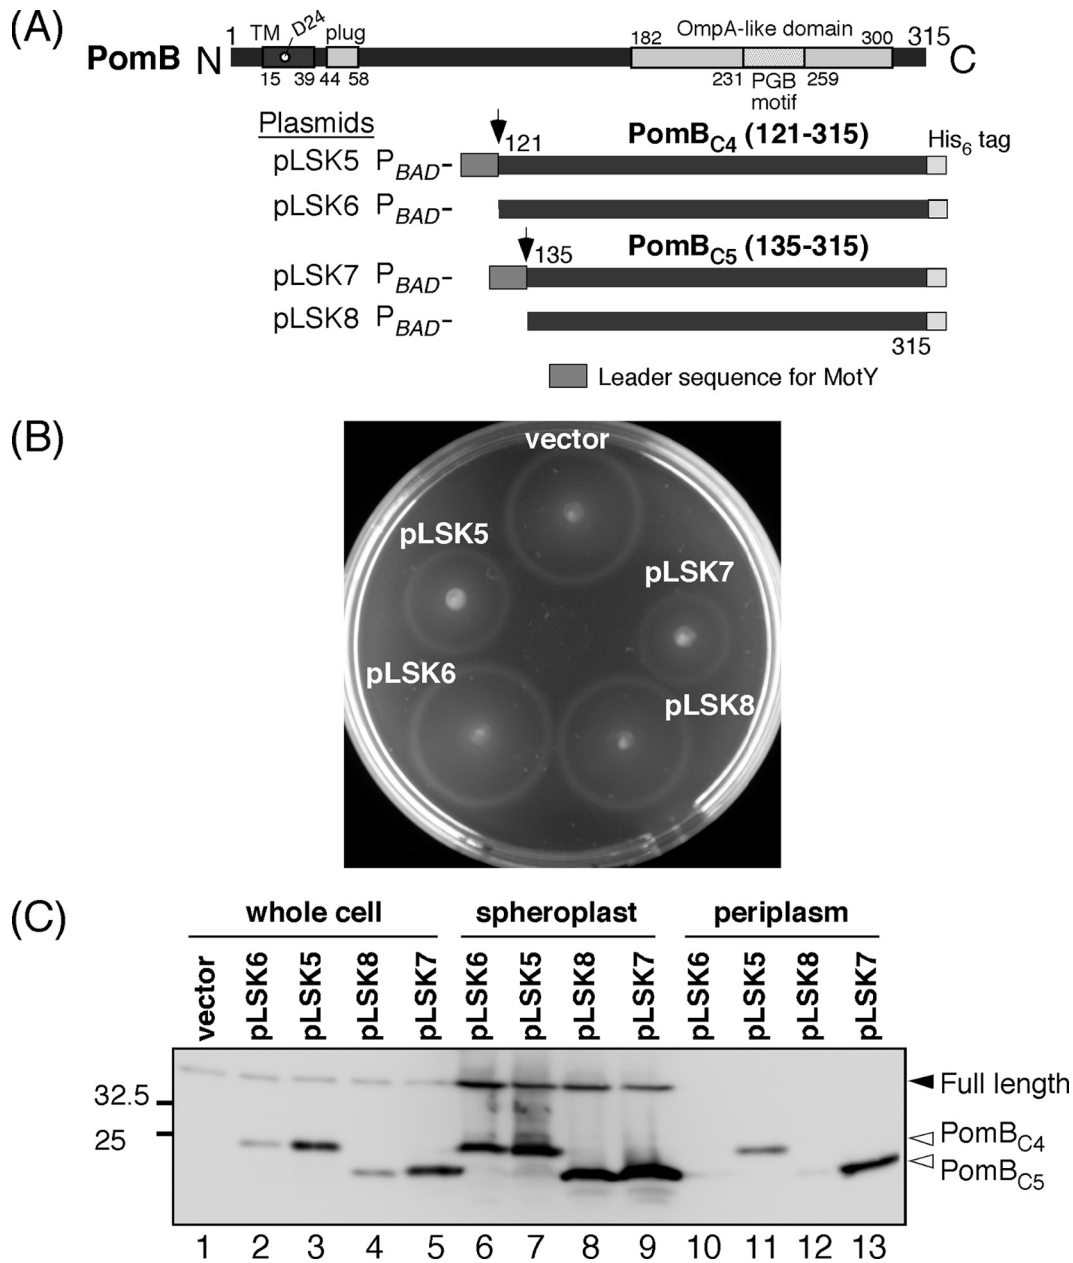 (A)
1 TM D24 plug 182 OmpA-like domain 300 315
PomB N C
15 39 44 58 231 PGB motif 259
Plasmids
121 PomBC4 (121-315) His6 tag
pLSK5 PBAD-
pLSK6 PBAD-
135 PomBC5 (135-315)
pLSK7 PBAD-
pLSK8 PBAD-
315
Leader sequence for MotY
(B)
vector
pLSK5
pLSK7
pLSK6
pLSK8
(C)
whole cell spheroplast periplasm
vector pLSK6 pLSK5 pLSK8 pLSK7 pLSK6 pLSK5 pLSK8 pLSK7 pLSK6 pLSK5 pLSK8 pLSK7
Full length
32.5
25
PomBC4
PomBC5
1 2 3 4 5 6 7 8 9 10 11 12 13